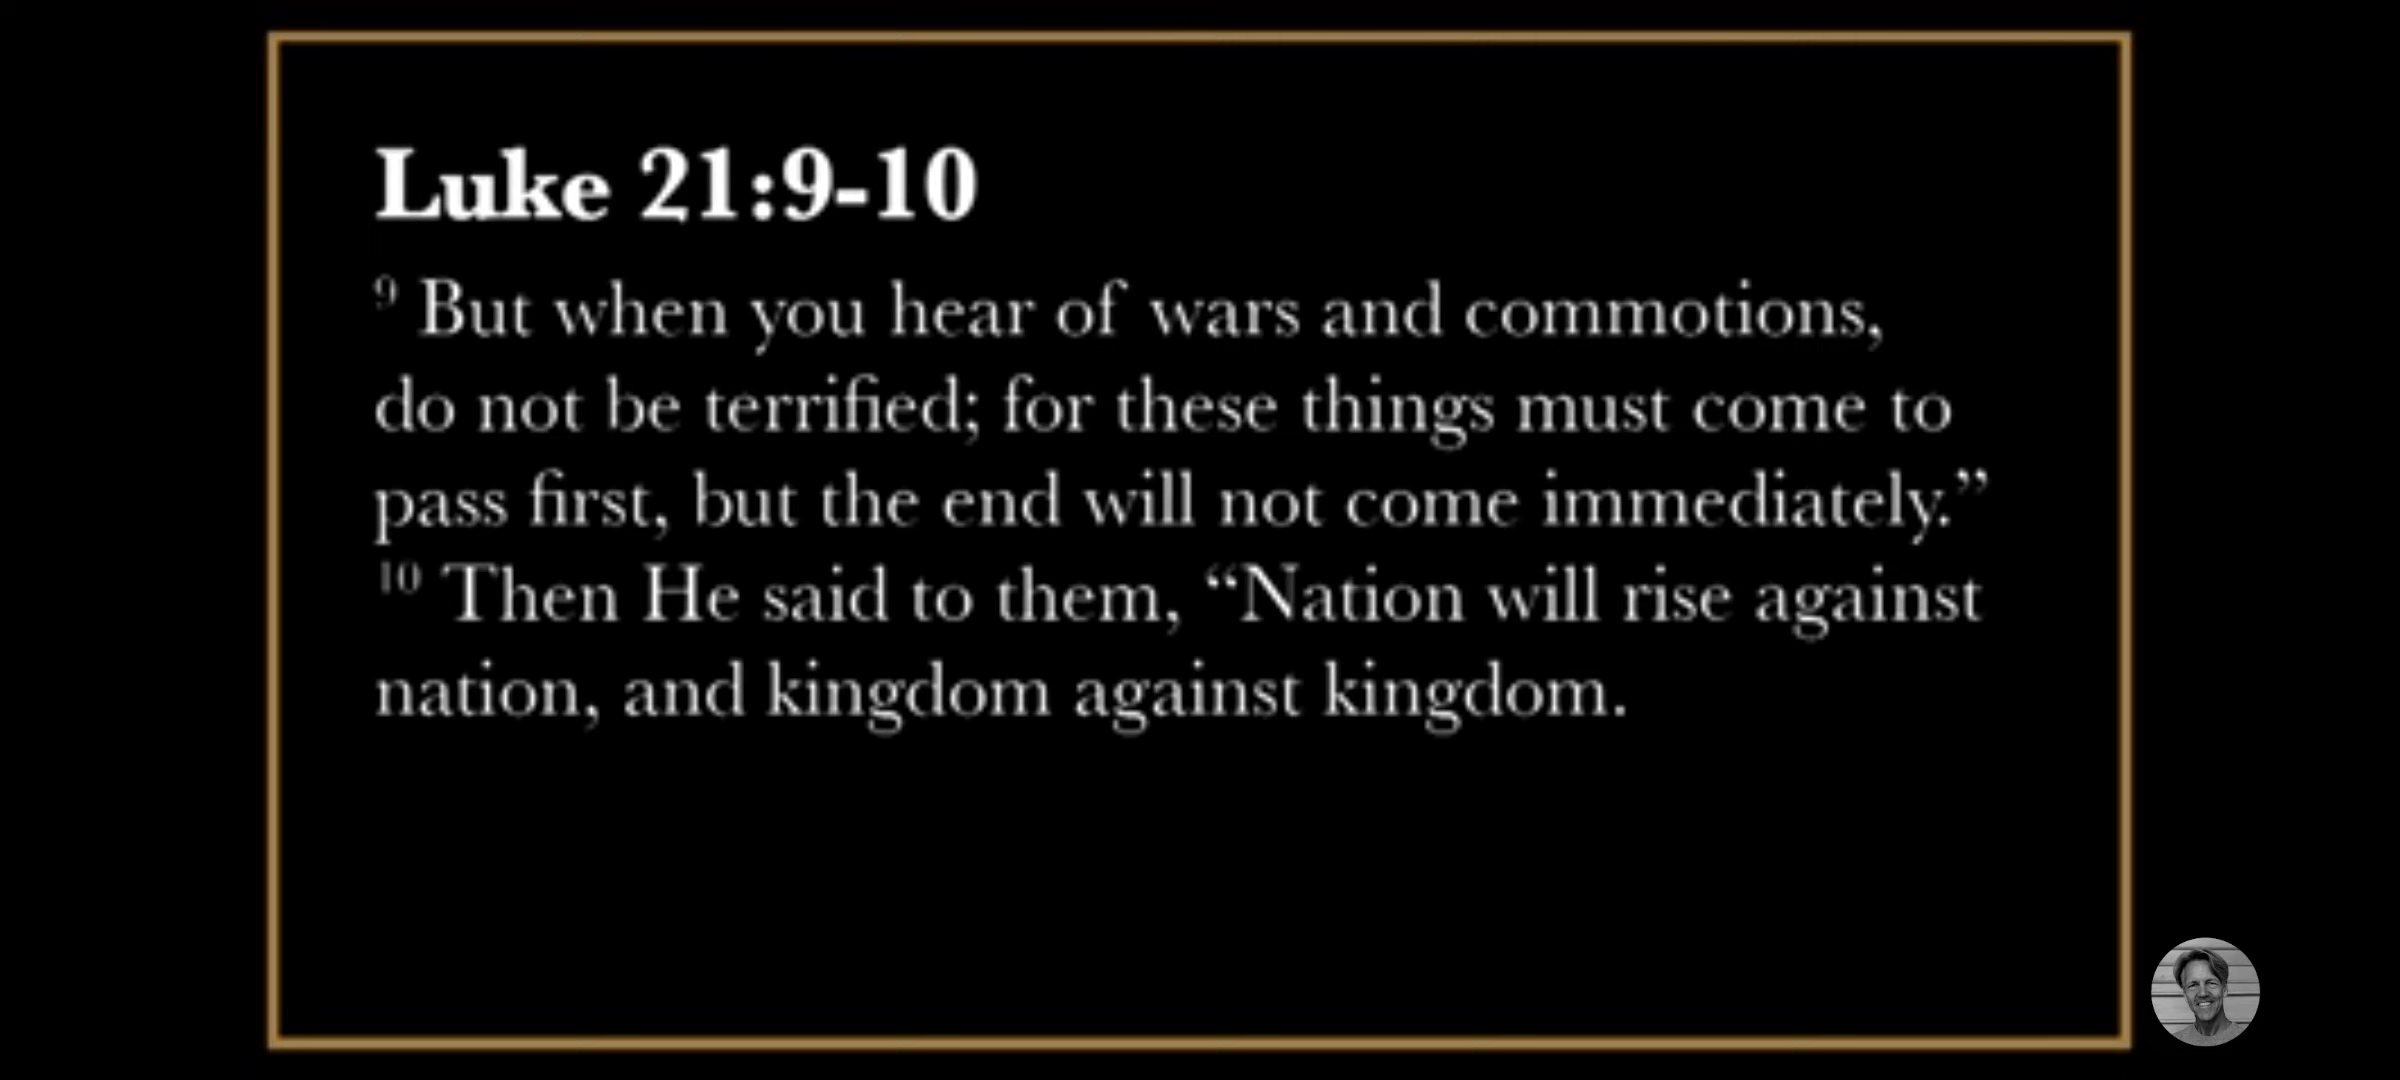 Luke 21:9-10
9 But when you hear of wars and commotions,
do not be terrified; for these things must come to
pass first, but the end will not come immediately.”
10 Then He said to them, “Nation will rise against
nation, and kingdom against kingdom.